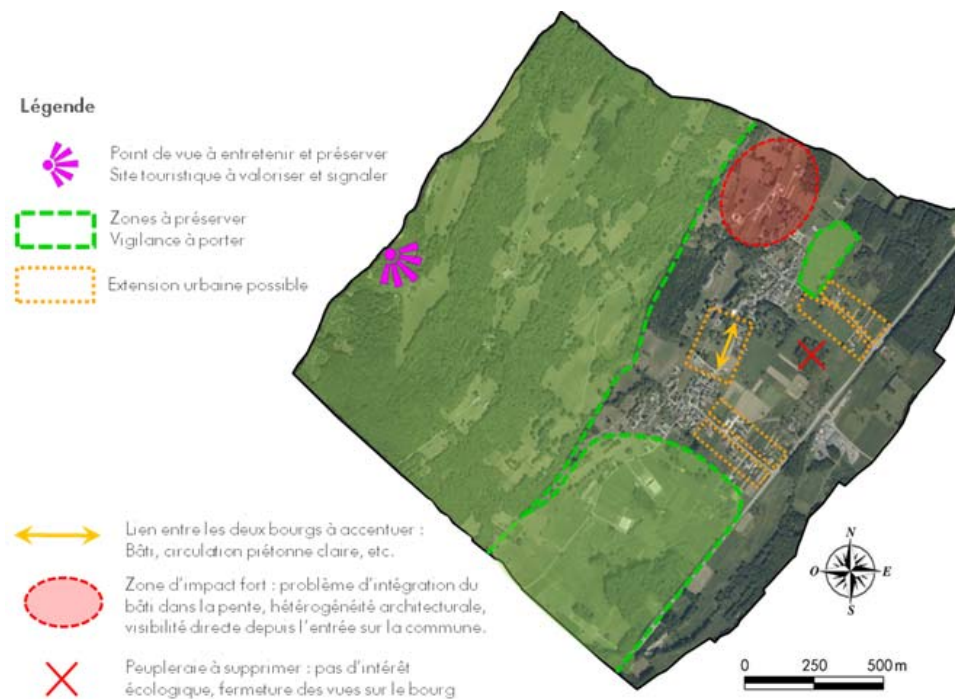 Légende
Point de vue à entretenir et préserver
Site touristique à valoriser et signaler
Zones à préserver
Vigilance à porter
Extension urbaine possible
Lien entre les deux bourgs à accentuer :
Bâti, circulation piétonne claire, etc.
Zone d'impact fort : problème d'intégration du
bâti dans la pente, hétérogénéité architecturale,
visibilité directe depuis l'entrée sur la commune.
Peupleraie à supprimer : pas d'intérêt
écologique, fermeture des vues sur le bourg
N
O E
S
0 250 500 m